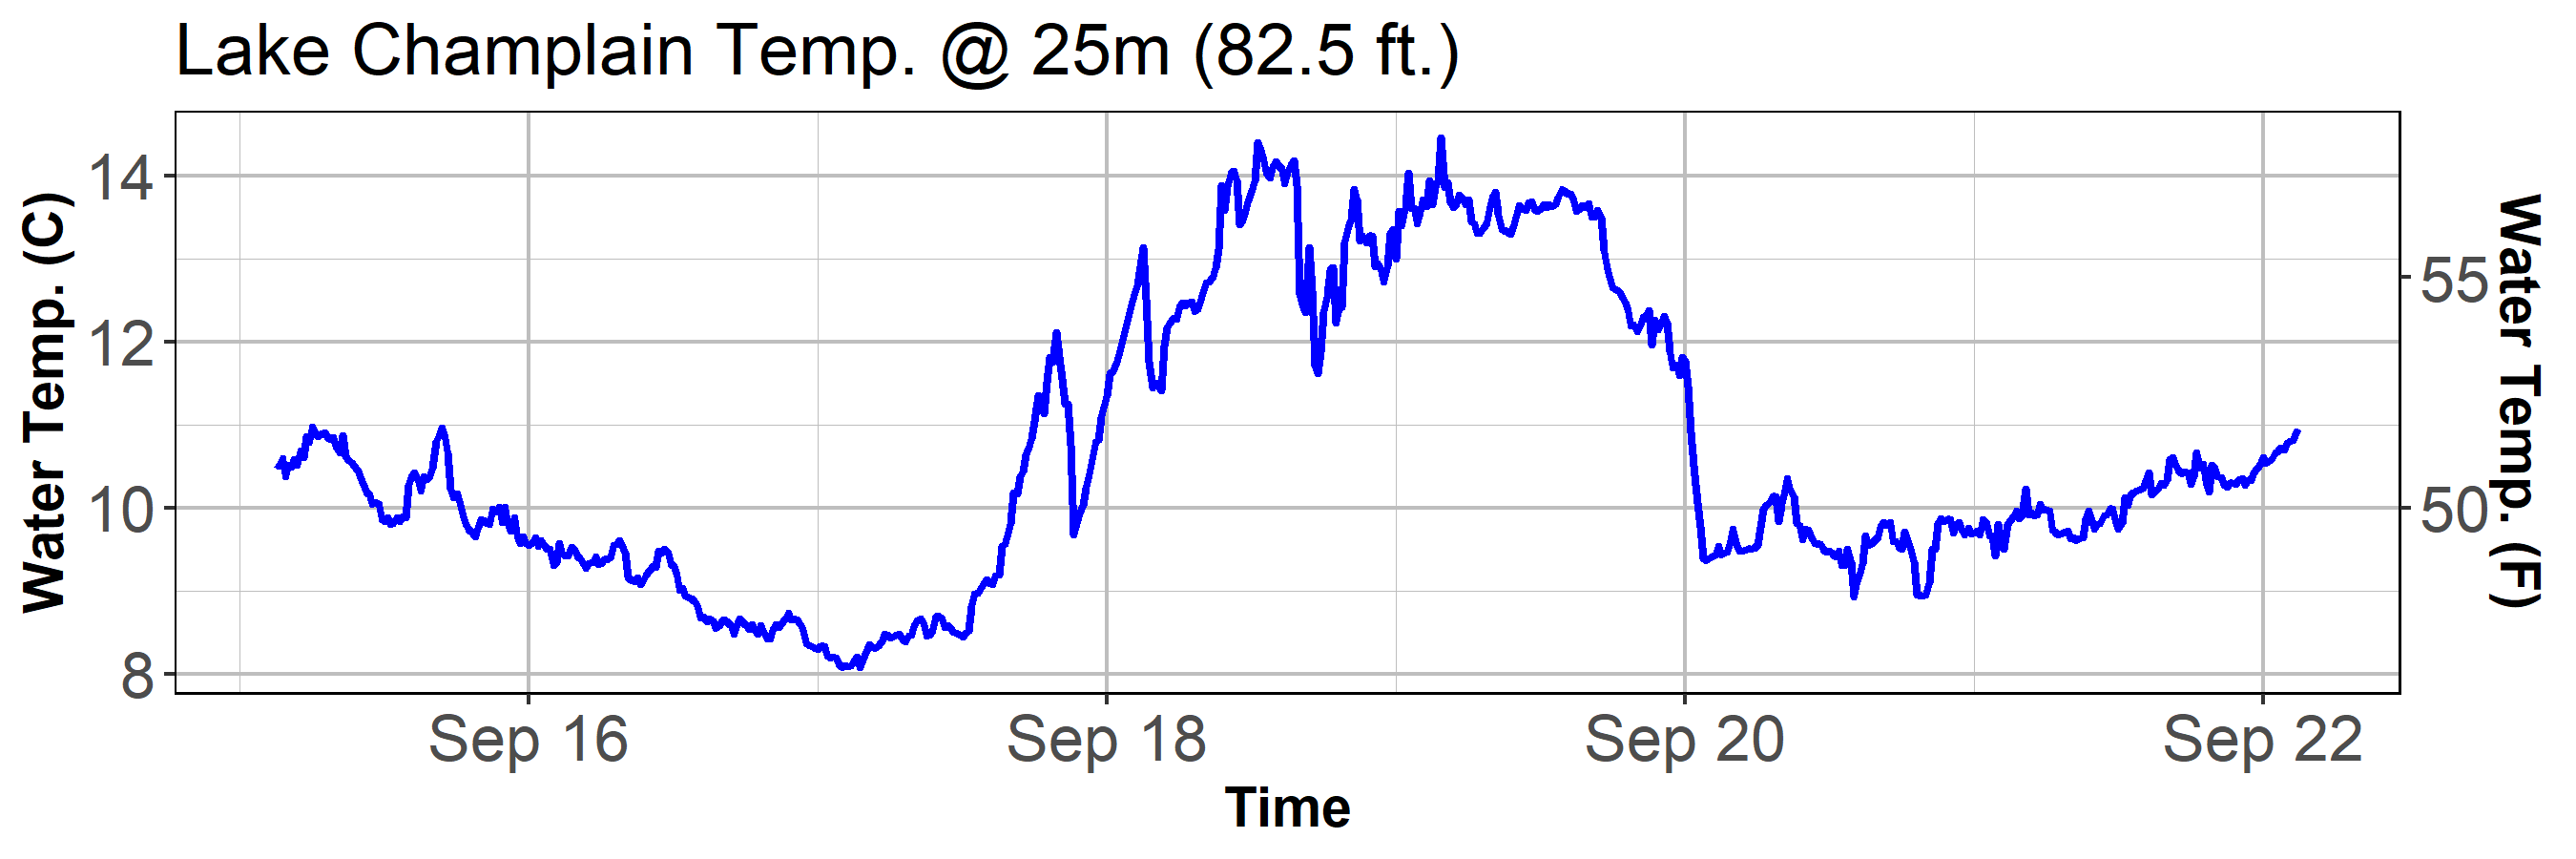 Lake Champlain Temp. @ 25m (82.5 ft.)
Water Temp. (C)
14
12
10
8
55
50
Water Temp. (F)
Sep 16
Sep 18
Sep 20
Sep 22
Time